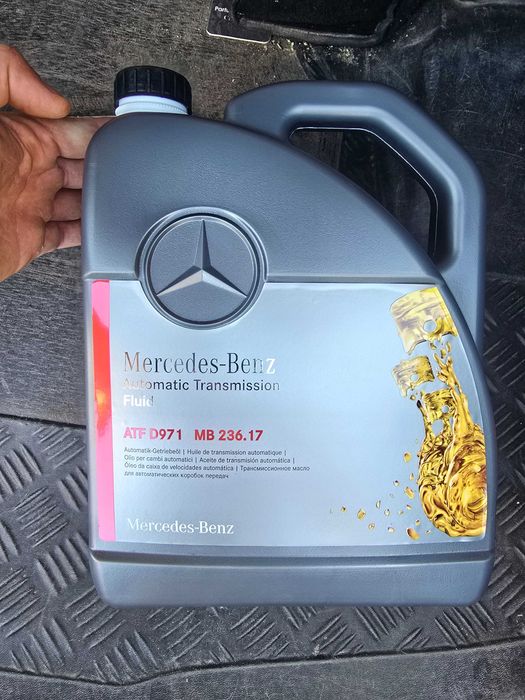 Mercedes-Benz
Automatic Transmission
Fluid
ATF D971 MB 236.17
Automatik-Getriebeöl | Huile de transmission automatique |
Olio per cambi automatici | Aceite de transmisión automática |
Óleo da caixa de velocidades automática | Трансмиссионное масло
для автоматических коробок передач
Mercedes-Benz